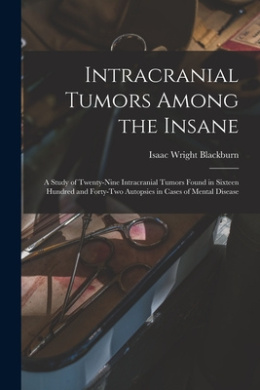 Intracranial
Tumors Among
the Insane
Isaac Wright Blackburn
A Study of Twenty-Nine Intracranial Tumors Found in Sixteen
Hundred and Forty-Two Autopsies in Cases of Mental Disease